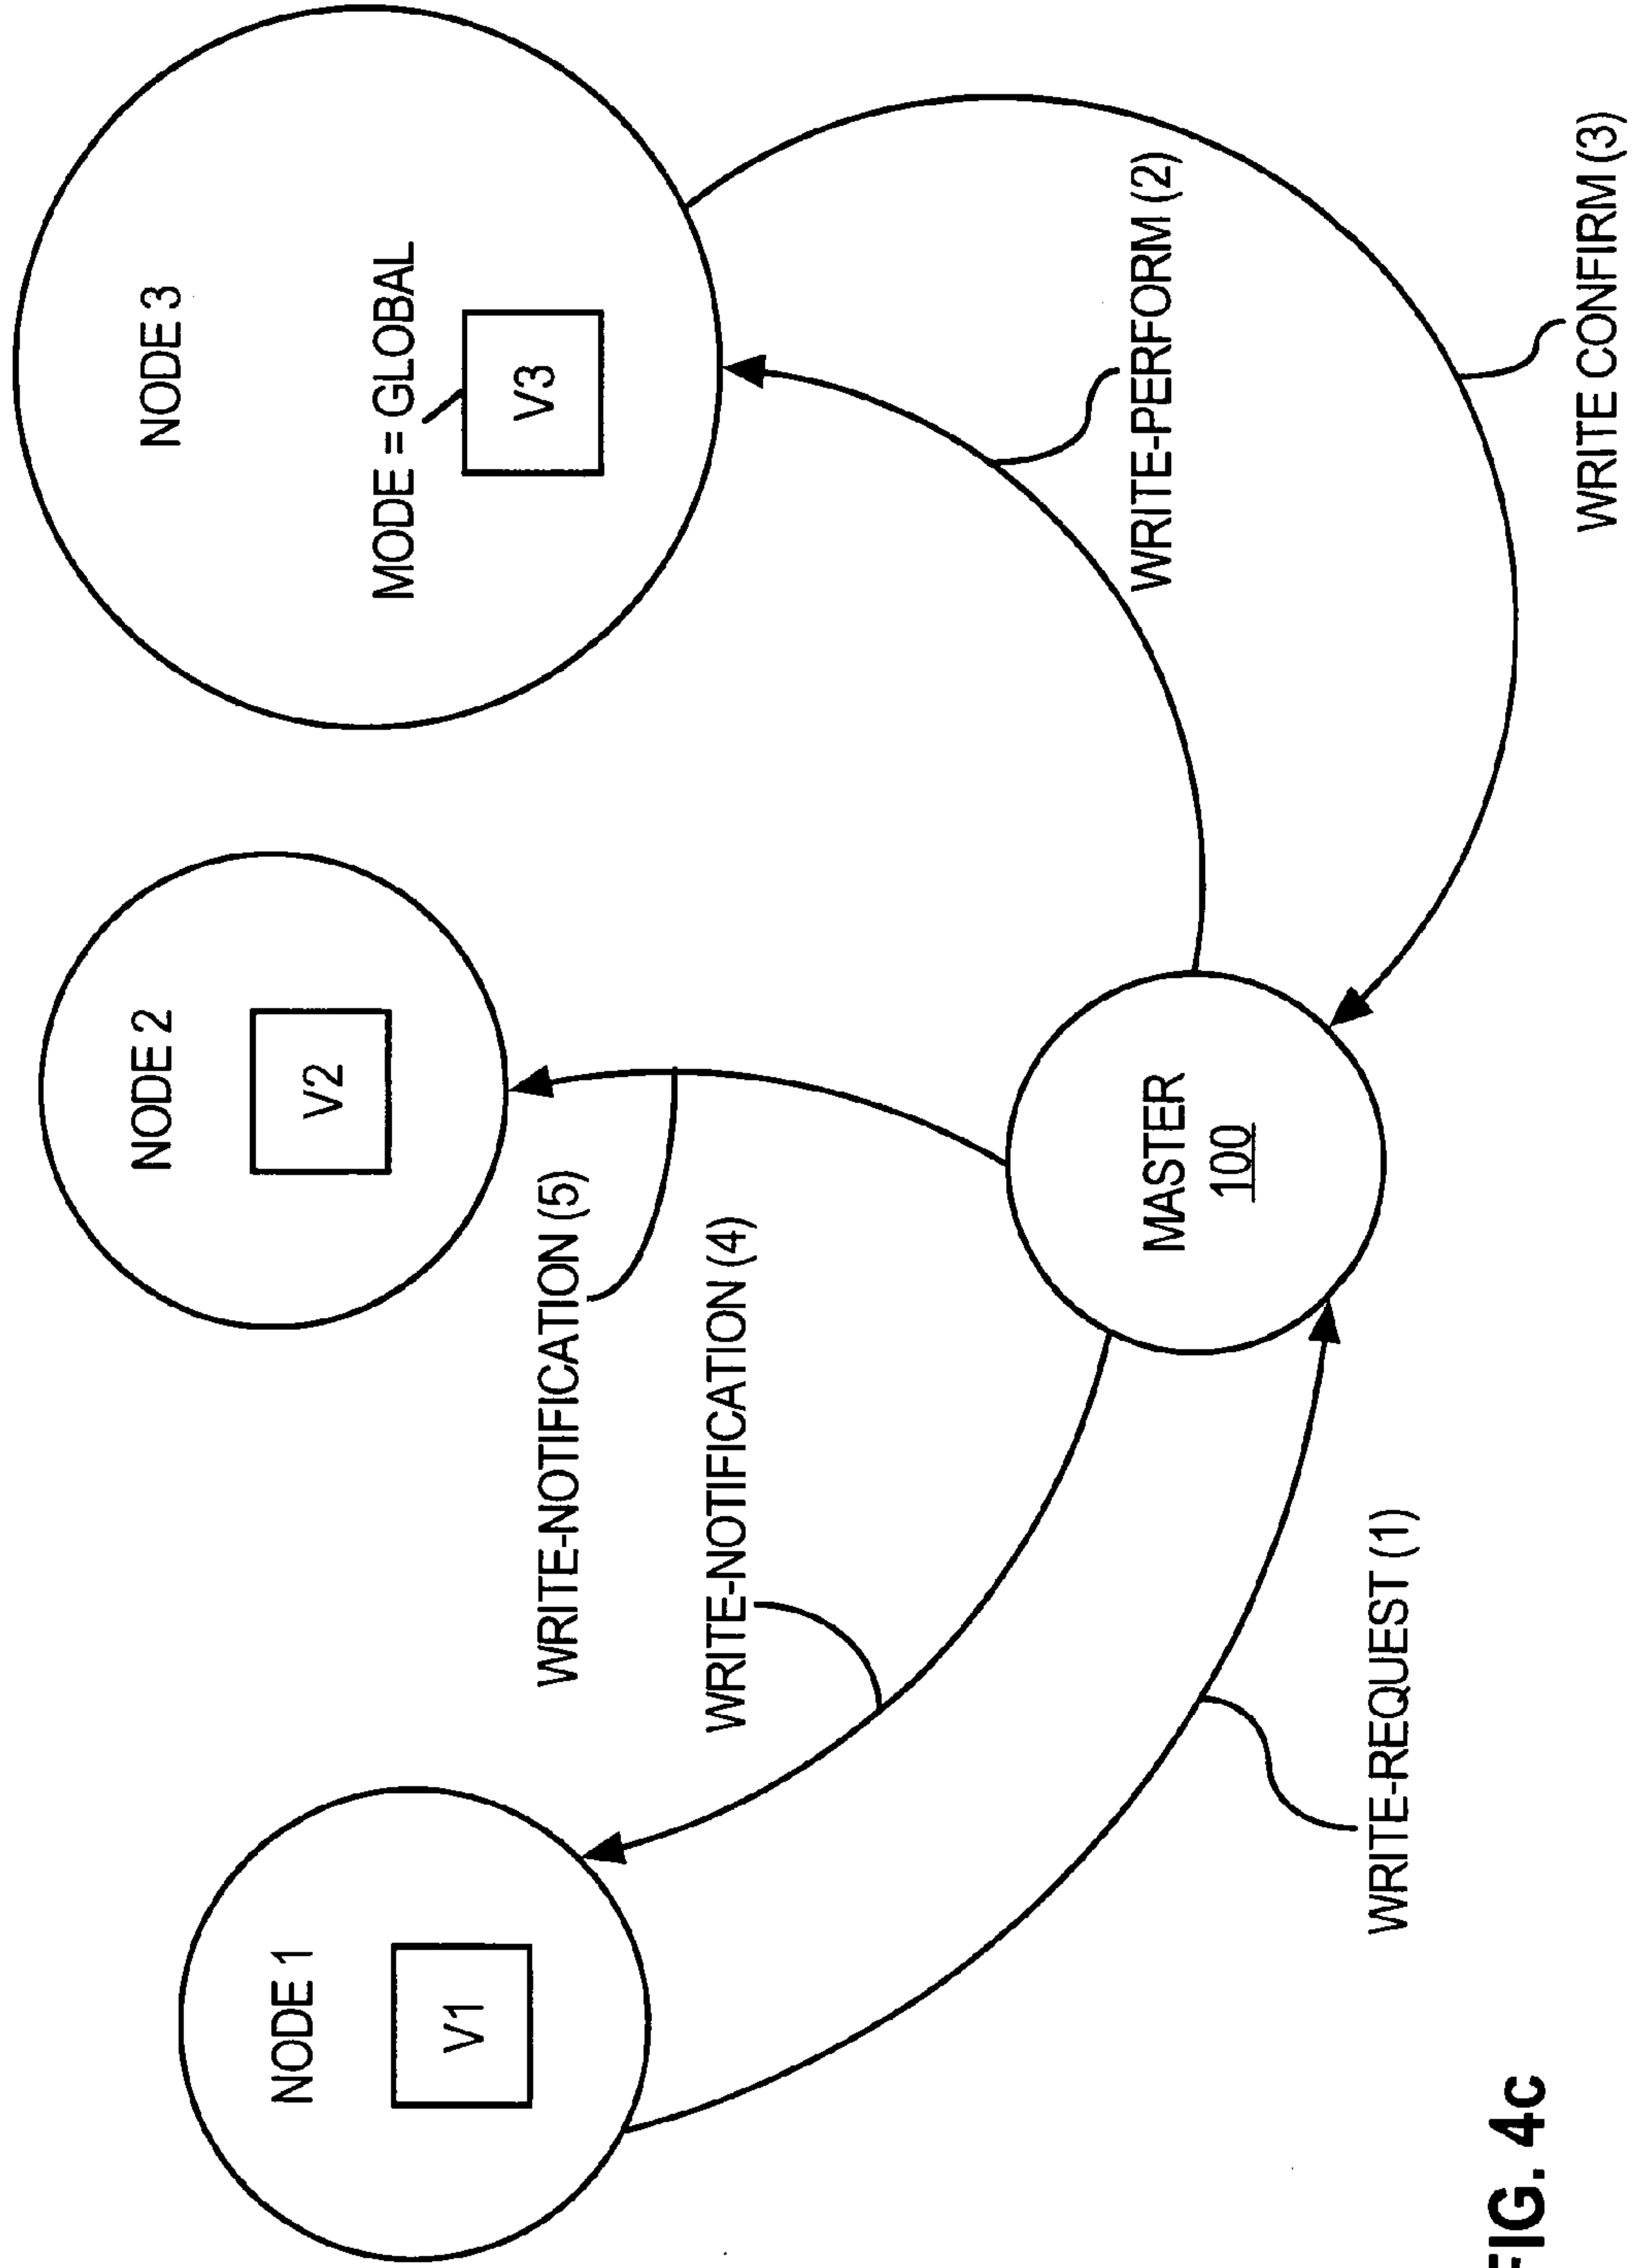 NODE 1
V1
NODE 2
V2
NODE 3
MODE = GLOBAL
V3
WRITE-NOTIFICATION (5)
WRITE-NOTIFICATION (4)
MASTER
100
WRITE-PERFORM (2)
WRITE-REQUEST (1)
WRITE CONFIRM (3)
FIG. 4c